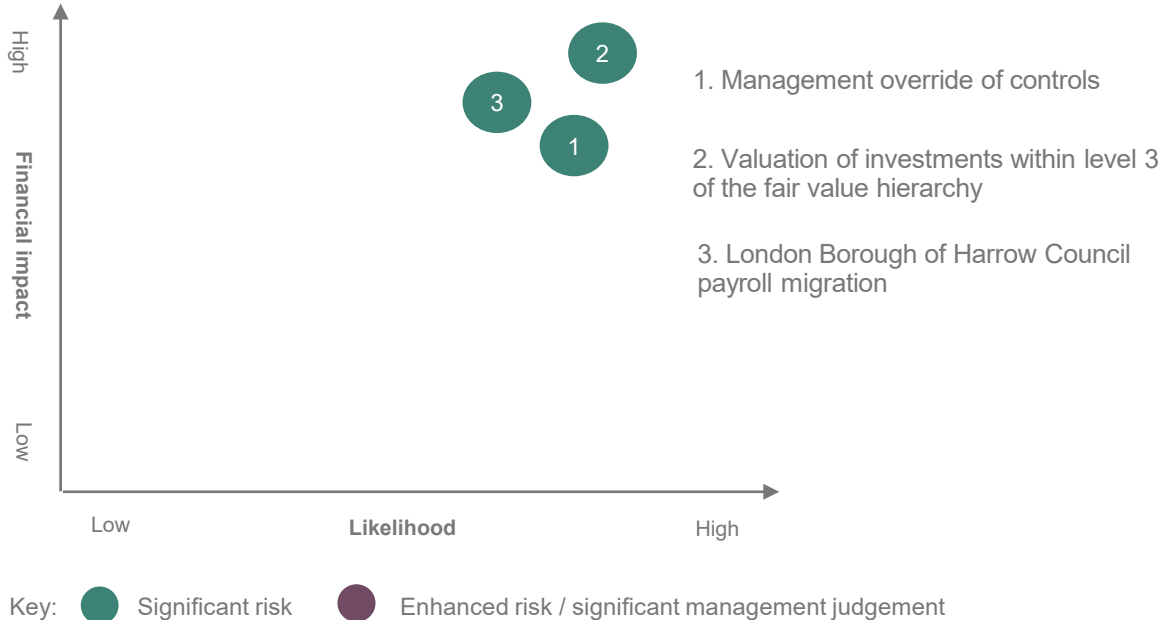 High
Financial impact
Low
2
3
1
1. Management override of controls
2. Valuation of investments within level 3
of the fair value hierarchy
3. London Borough of Harrow Council
payroll migration
Low
Likelihood
High
Key:
Significant risk
Enhanced risk / significant management judgement